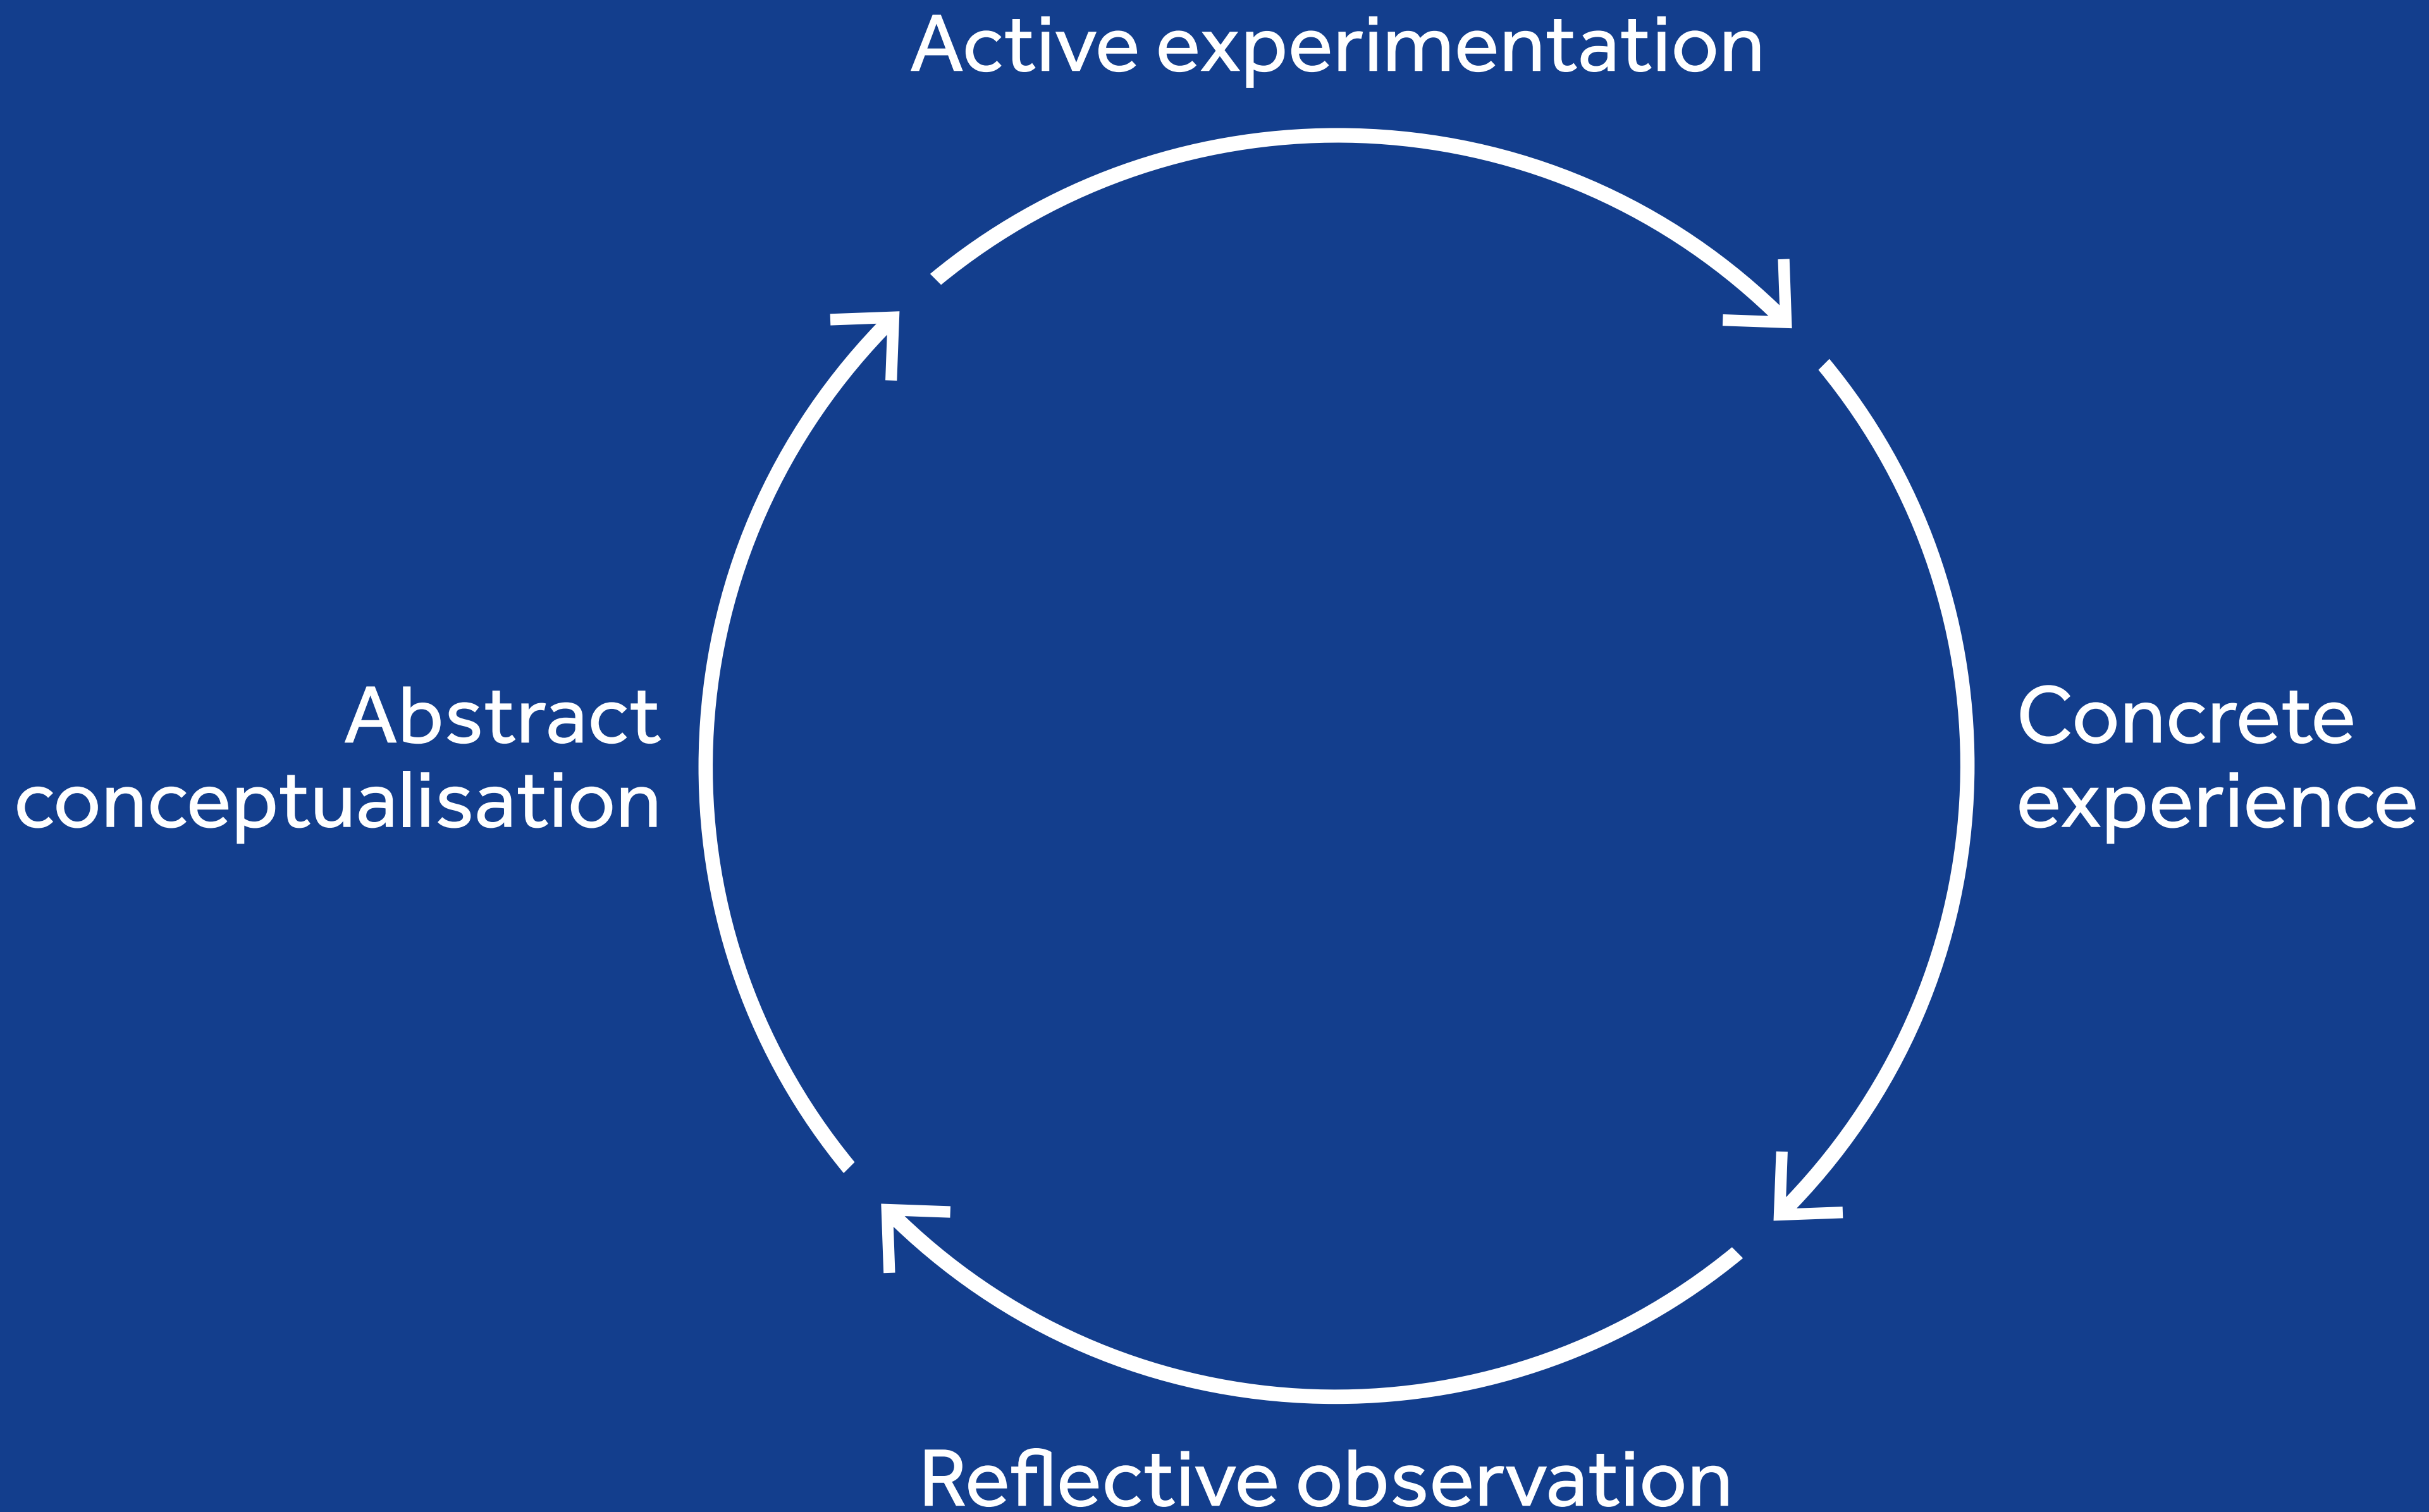 Active experimentation
Abstract
conceptualisation
Concrete
experience
Reflective observation